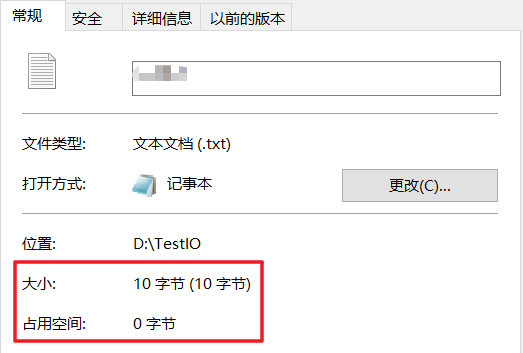 常规 安全 详细信息 以前的版本
文件类型: 文本文档 (.txt)
打开方式: 记事本 更改(C)...
位置: D:\TestIO
大小: 10 字节 (10 字节)
占用空间: 0 字节